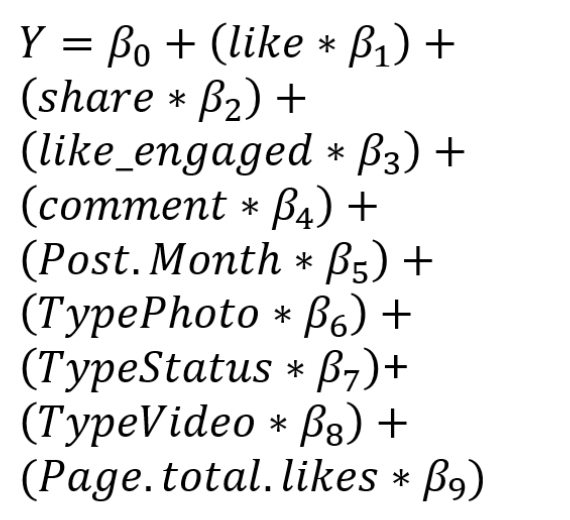 Y = β₀ + (like ∗ β₁) +
(share ∗ β₂) +
(like_engaged ∗ β₃) +
(comment ∗ β₄) +
(Post.Month ∗ β₅) +
(TypePhoto ∗ β₆) +
(TypeStatus ∗ β₇)+
(TypeVideo ∗ β₈) +
(Page.total.likes ∗ β₉)